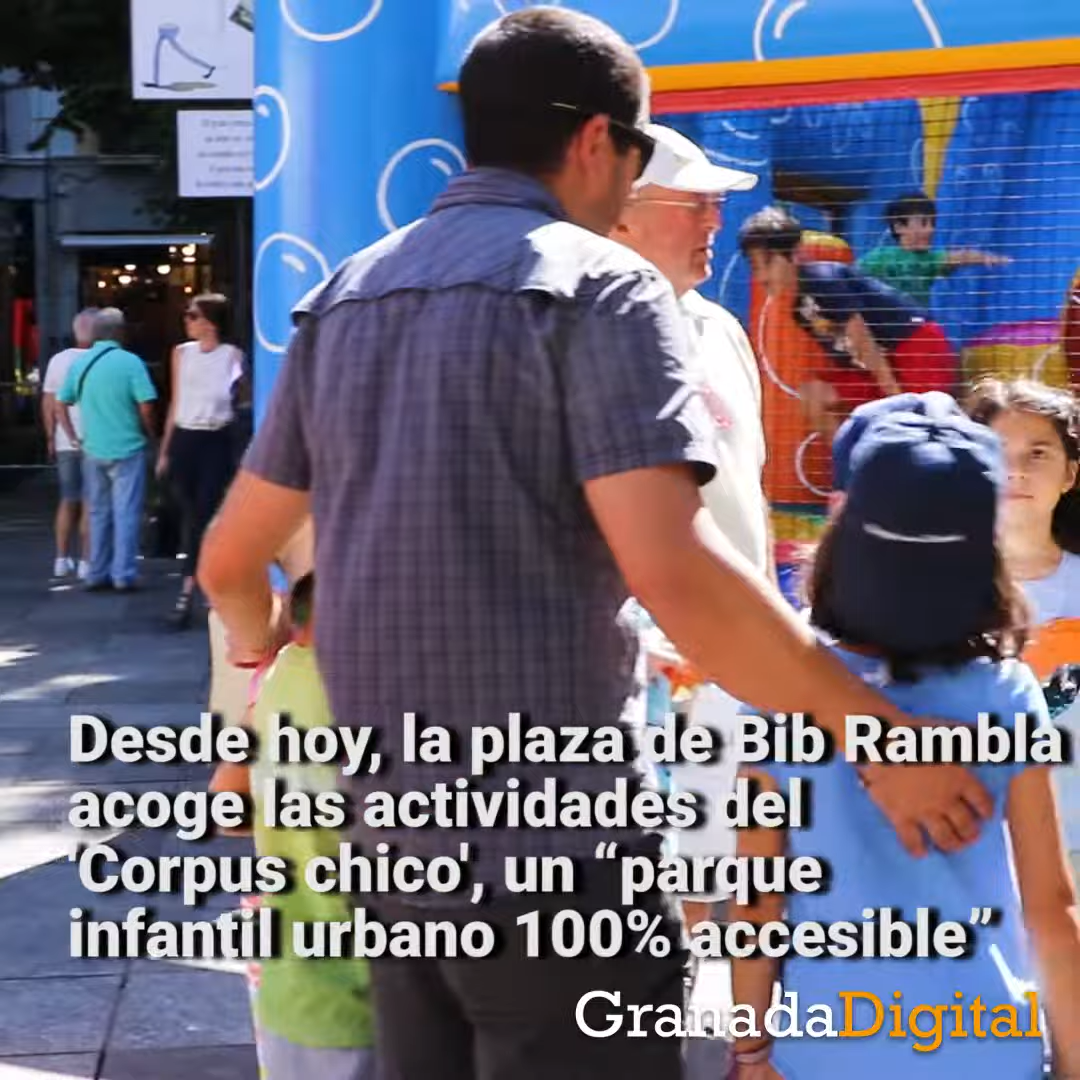 Desde hoy, la plaza de Bib Rambla
acoge las actividades del
'Corpus chico', un “parque
infantil urbano 100% accesible”
GranadaDigital